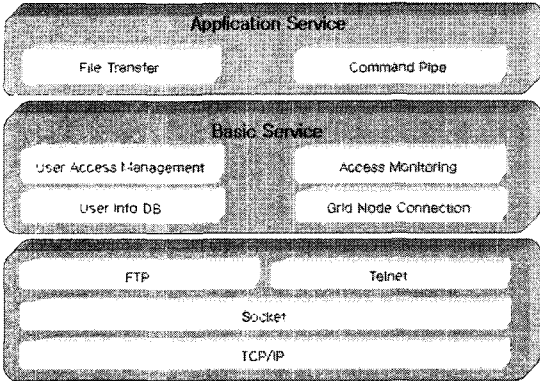 Application Service
File Transfer
Command Pipe
Basic Service
User Access Management
Access Monitoring
User Info DB
Grid Node Connection
FTP
Telnet
Socket
TCP/IP